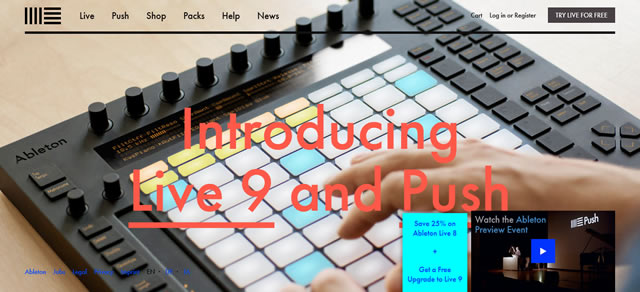 Live Push Shop Packs Help News
Cart Log in or Register TRY LIVE FOR FREE
Ableton
Introducing
Live 9 and Push
Save 25% on
Ableton Live 8
+
Get a Free
Upgrade to Live 9
Watch the Ableton
Preview Event
Push
Ableton Jobs Legal EN